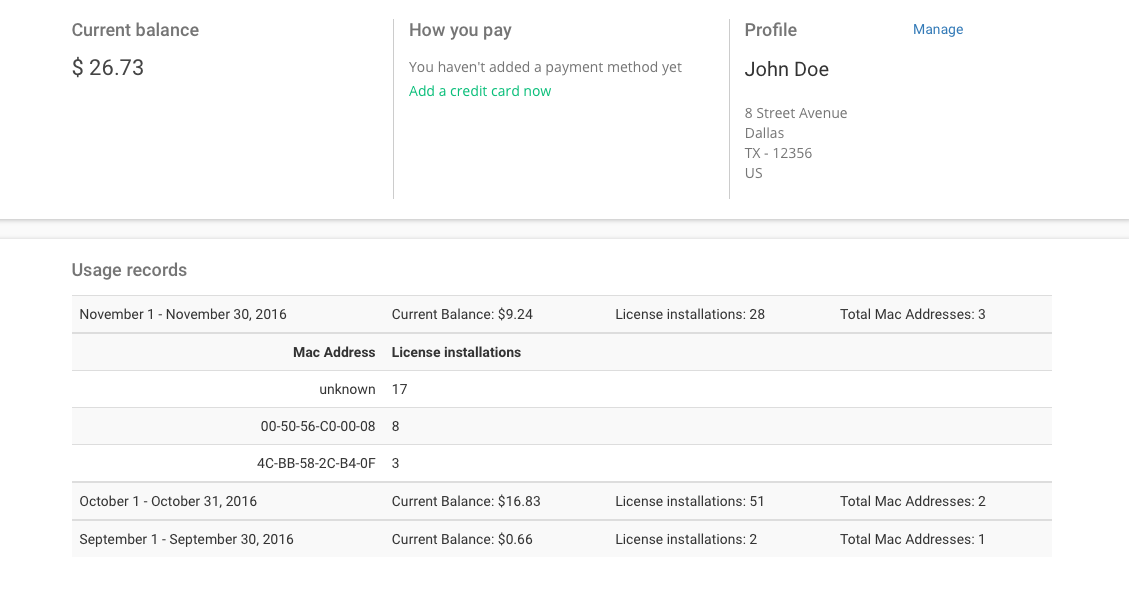 Current balance
$ 26.73
How you pay
You haven't added a payment method yet
Add a credit card now
Profile
Manage
John Doe
8 Street Avenue
Dallas
TX - 12356
US
Usage records
November 1 - November 30, 2016 Current Balance: $9.24 License installations: 28 Total Mac Addresses: 3
Mac Address License installations
unknown 17
00-50-56-C0-00-08 8
4C-BB-58-2C-B4-0F 3
October 1 - October 31, 2016 Current Balance: $16.83 License installations: 51 Total Mac Addresses: 2
September 1 - September 30, 2016 Current Balance: $0.66 License installations: 2 Total Mac Addresses: 1